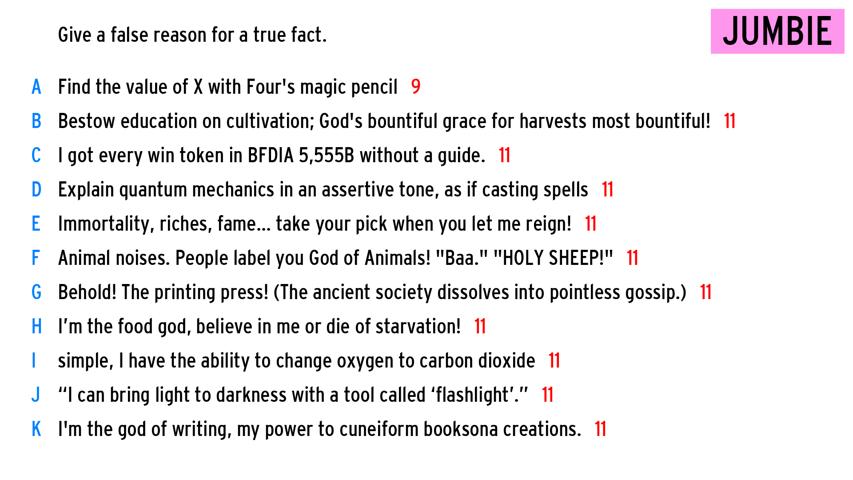 Give a false reason for a true fact.
JUMBIE
A Find the value of X with Four's magic pencil 9
B Bestow education on cultivation; God's bountiful grace for harvests most bountiful! 11
C I got every win token in BFDIA 5,555B without a guide. 11
D Explain quantum mechanics in an assertive tone, as if casting spells 11
E Immortality, riches, fame... take your pick when you let me reign! 11
F Animal noises. People label you God of Animals! "Baa." "HOLY SHEEP!" 11
G Behold! The printing press! (The ancient society dissolves into pointless gossip.) 11
H I’m the food god, believe in me or die of starvation! 11
I simple, I have the ability to change oxygen to carbon dioxide 11
J “I can bring light to darkness with a tool called ‘flashlight’.” 11
K I'm the god of writing, my power to cuneiform booksona creations. 11